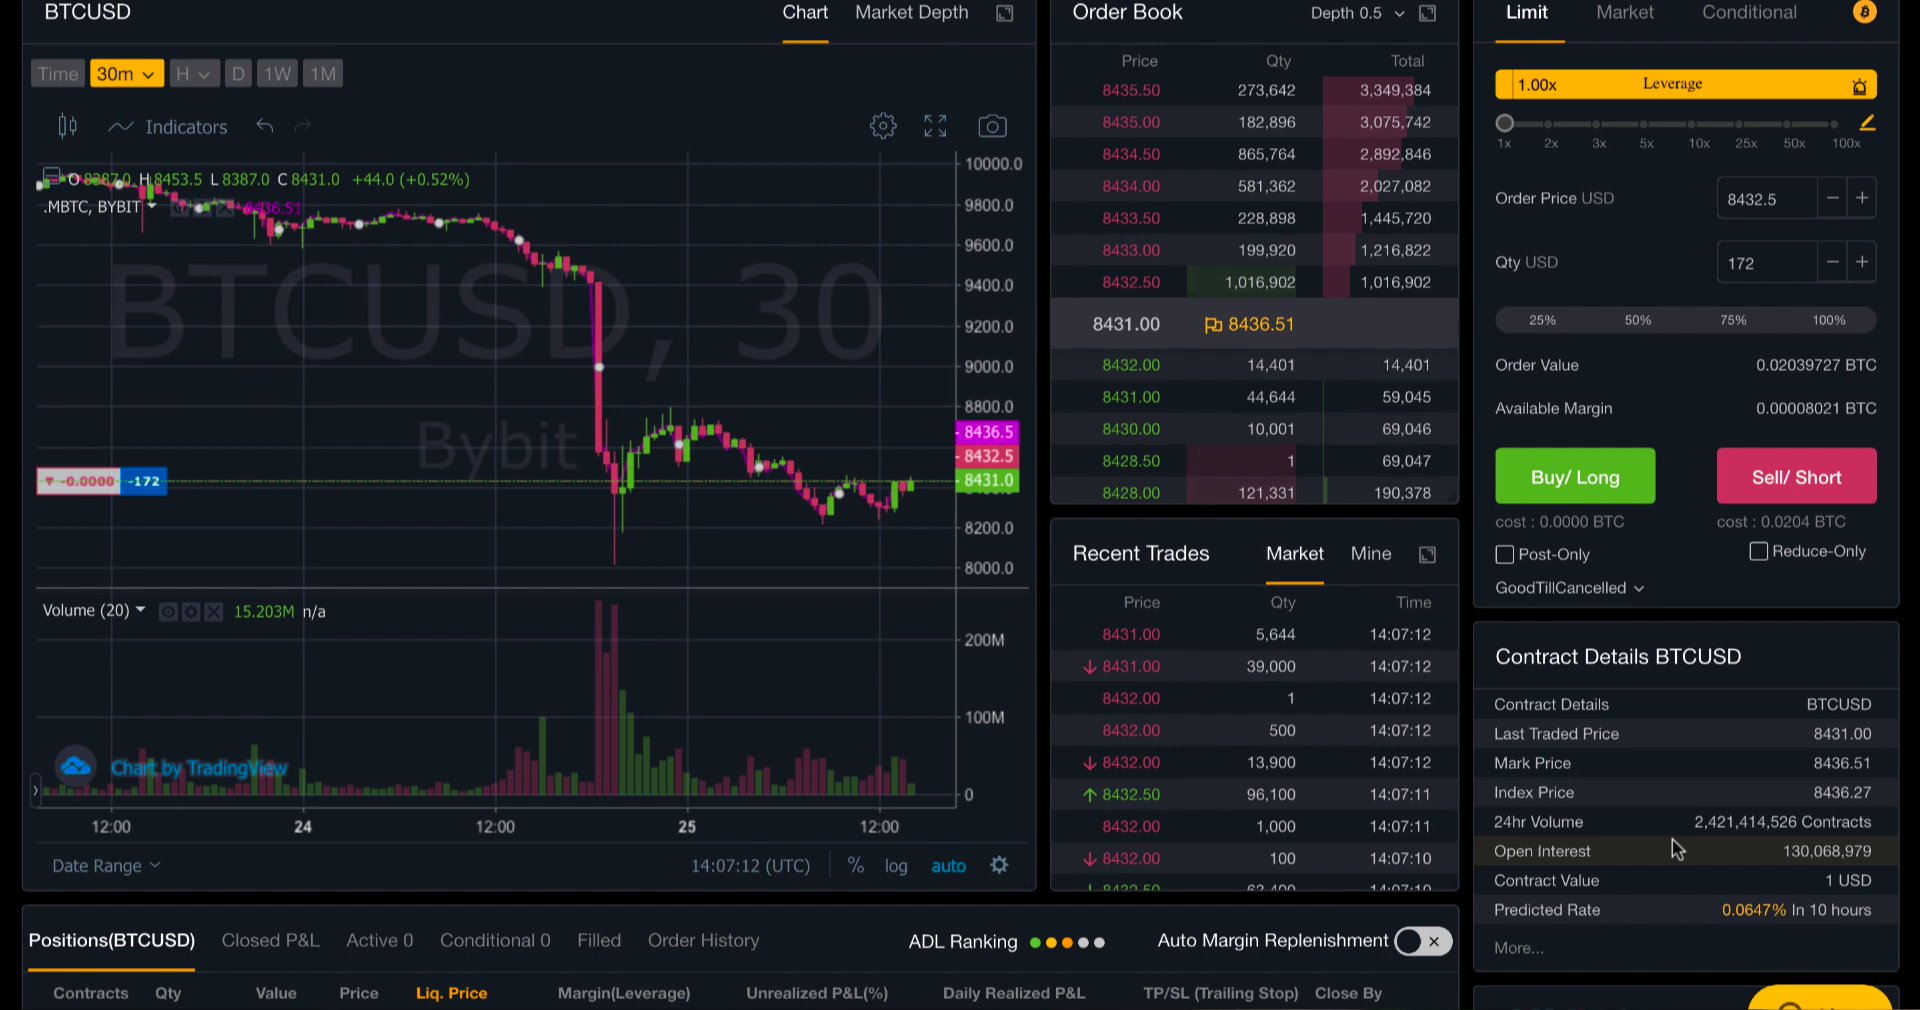 BTCUSD
Chart Market Depth
Time 30m H D 1W 1M
Indicators
O 8387.0 H 8453.5 L 8387.0 C 8431.0 +44.0 (+0.52%)
.MBTC, BYBIT 8436.51
BTCUSD, 30
Bybit
10000.0
9800.0
9600.0
9400.0
9200.0
9000.0
8800.0
8436.5
8432.5
8431.0
8200.0
8000.0
-0.0000 -172
Volume (20) 15.203M n/a
200M
100M
0
Chart by TradingView
12:00 24 12:00 25 12:00
Date Range 14:07:12 (UTC) % log auto
Order Book Depth 0.5
Price Qty Total
8435.50 273,642 3,349,384
8435.00 182,896 3,075,742
8434.50 865,764 2,892,846
8434.00 581,362 2,027,082
8433.50 228,898 1,445,720
8433.00 199,920 1,216,822
8432.50 1,016,902 1,016,902
8431.00 8436.51
8432.00 14,401 14,401
8431.00 44,644 59,045
8430.00 10,001 69,046
8428.50 1 69,047
8428.00 121,331 190,378
Recent Trades Market Mine
Price Qty Time
8431.00 5,644 14:07:12
8431.00 39,000 14:07:12
8432.00 1 14:07:12
8432.00 500 14:07:12
8432.00 13,900 14:07:12
8432.50 96,100 14:07:11
8432.00 1,000 14:07:11
8432.00 100 14:07:10
Limit Market Conditional
1.00x Leverage
1x 2x 3x 5x 10x 25x 50x 100x
Order Price USD 8432.5
Qty USD 172
25% 50% 75% 100%
Order Value 0.02039727 BTC
Available Margin 0.00008021 BTC
Buy/ Long Sell/ Short
cost : 0.0000 BTC cost : 0.0204 BTC
Post-Only Reduce-Only
GoodTillCancelled
Contract Details BTCUSD
Contract Details BTCUSD
Last Traded Price 8431.00
Mark Price 8436.51
Index Price 8436.27
24hr Volume 2,421,414,526 Contracts
Open Interest 130,068,979
Contract Value 1 USD
Predicted Rate 0.0647% In 10 hours
More...
Positions(BTCUSD) Closed P&L Active 0 Conditional 0 Filled Order History ADL Ranking Auto Margin Replenishment
Contracts Qty Value Price Liq. Price Margin(Leverage) Unrealized P&L(%) Daily Realized P&L TP/SL (Trailing Stop) Close By